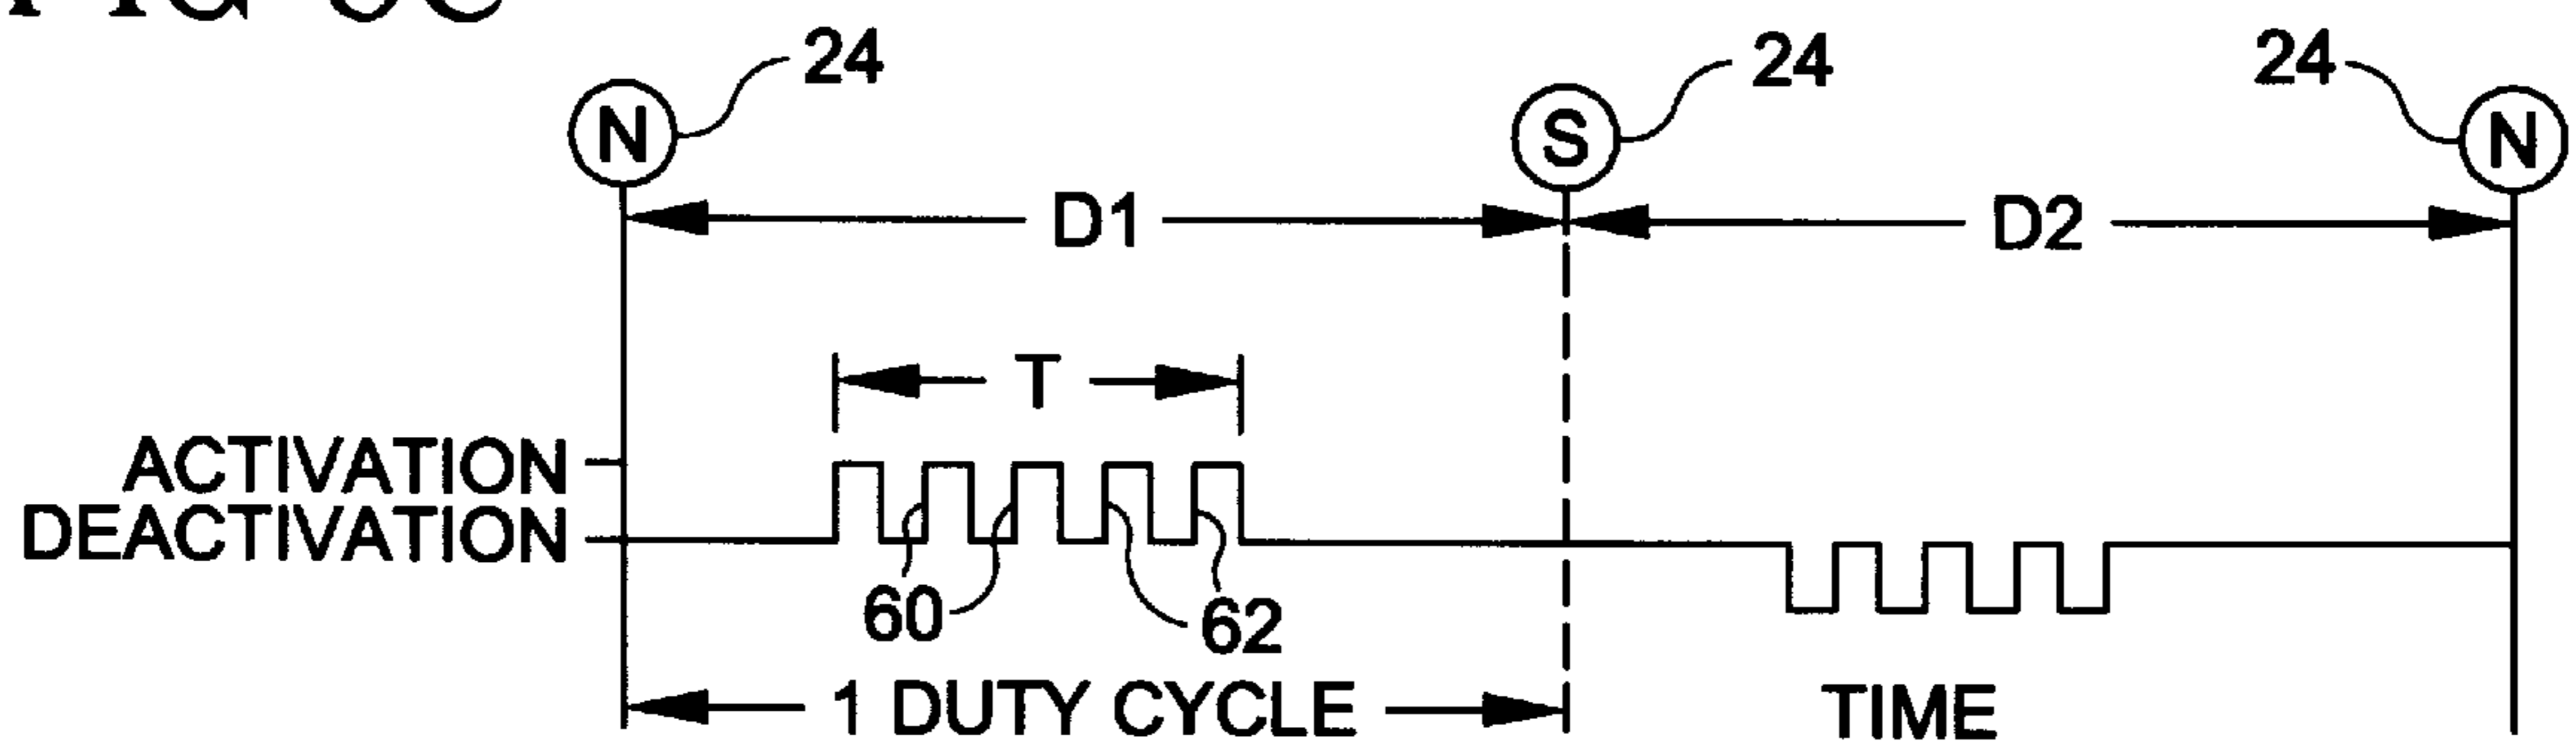 24 24 24
N S N
D1 D2
T
ACTIVATION
DEACTIVATION
60 62
1 DUTY CYCLE TIME